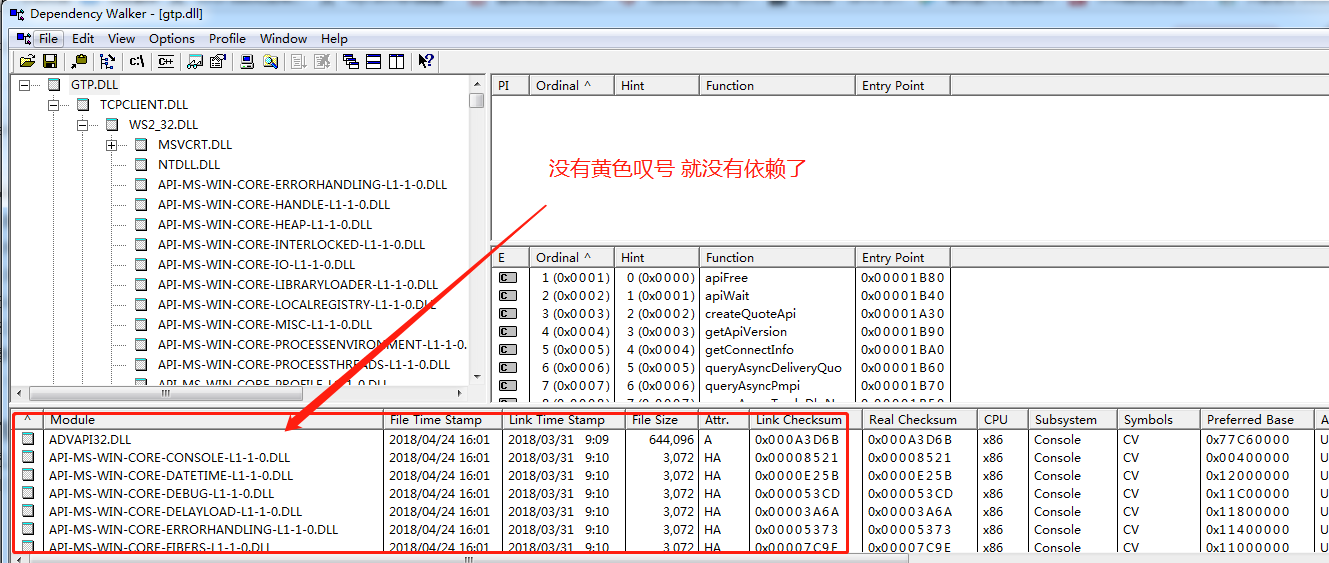 Dependency Walker - [gtp.dll]
File Edit View Options Profile Window Help
c:\ C++
GTP.DLL
TCPCLIENT.DLL
WS2_32.DLL
MSVCRT.DLL
NTDLL.DLL
API-MS-WIN-CORE-ERRORHANDLING-L1-1-0.DLL
API-MS-WIN-CORE-HANDLE-L1-1-0.DLL
API-MS-WIN-CORE-HEAP-L1-1-0.DLL
API-MS-WIN-CORE-INTERLOCKED-L1-1-0.DLL
API-MS-WIN-CORE-IO-L1-1-0.DLL
API-MS-WIN-CORE-LIBRARYLOADER-L1-1-0.DLL
API-MS-WIN-CORE-LOCALREGISTRY-L1-1-0.DLL
API-MS-WIN-CORE-MISC-L1-1-0.DLL
API-MS-WIN-CORE-PROCESSENVIRONMENT-L1-1-0.
API-MS-WIN-CORE-PROCESSTHREADS-L1-1-0.DLL
API-MS-WIN-CORE-PROFILE-L1-1-0.DLL
PI Ordinal ^ Hint Function Entry Point
没有黄色叹号 就没有依赖了
E Ordinal ^ Hint Function Entry Point
C 1 (0x0001) 0 (0x0000) apiFree 0x00001B80
C 2 (0x0002) 1 (0x0001) apiWait 0x00001B40
C 3 (0x0003) 2 (0x0002) createQuoteApi 0x00001A30
C 4 (0x0004) 3 (0x0003) getApiVersion 0x00001B90
C 5 (0x0005) 4 (0x0004) getConnectInfo 0x00001BA0
C 6 (0x0006) 5 (0x0005) queryAsyncDeliveryQuo 0x00001B60
C 7 (0x0007) 6 (0x0006) queryAsyncPmpi 0x00001B70
^ Module File Time Stamp Link Time Stamp File Size Attr. Link Checksum Real Checksum CPU Subsystem Symbols Preferred Base A
ADVAPI32.DLL 2018/04/24 16:01 2018/03/31 9:09 644,096 A 0x000A3D6B 0x000A3D6B x86 Console CV 0x77C60000 U
API-MS-WIN-CORE-CONSOLE-L1-1-0.DLL 2018/04/24 16:01 2018/03/31 9:10 3,072 HA 0x00008521 0x00008521 x86 Console CV 0x00400000 U
API-MS-WIN-CORE-DATETIME-L1-1-0.DLL 2018/04/24 16:01 2018/03/31 9:10 3,072 HA 0x0000E25B 0x0000E25B x86 Console CV 0x12000000 U
API-MS-WIN-CORE-DEBUG-L1-1-0.DLL 2018/04/24 16:01 2018/03/31 9:10 3,072 HA 0x000053CD 0x000053CD x86 Console CV 0x11C00000 U
API-MS-WIN-CORE-DELAYLOAD-L1-1-0.DLL 2018/04/24 16:01 2018/03/31 9:10 3,072 HA 0x00003A6A 0x00003A6A x86 Console CV 0x11800000 U
API-MS-WIN-CORE-ERRORHANDLING-L1-1-0.DLL 2018/04/24 16:01 2018/03/31 9:10 3,072 HA 0x00005373 0x00005373 x86 Console CV 0x11400000 U
API-MS-WIN-CORE-FIBERS-L1-1-0.DLL 2018/04/24 16:01 2018/03/31 9:10 3,072 HA 0x00007C9E 0x00007C9E x86 Console CV 0x11000000 U